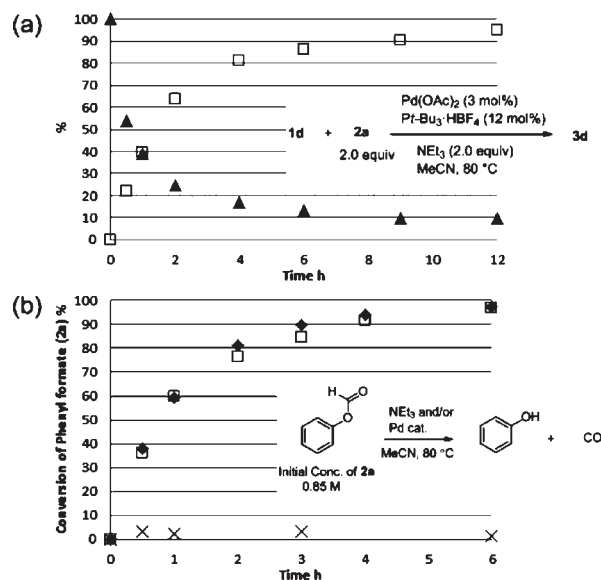 (a)
100
90
80
70
60
50
40
30
20
10
0
%
1d + 2a
2.0 equiv
Pd(OAc)2 (3 mol%)
Pt-Bu3·HBF4 (12 mol%)
NEt3 (2.0 equiv)
MeCN, 80 °C
3d
0 2 4 6 8 10 12
Time h
(b)
100
90
80
70
60
50
40
30
20
10
0
Conversion of Phenyl formate (2a) %
H O
O
Initial Conc. of 2a
0.85 M
NEt3 and/or
Pd cat.
MeCN, 80 °C
OH
+ CO
0 1 2 3 4 5 6
Time h